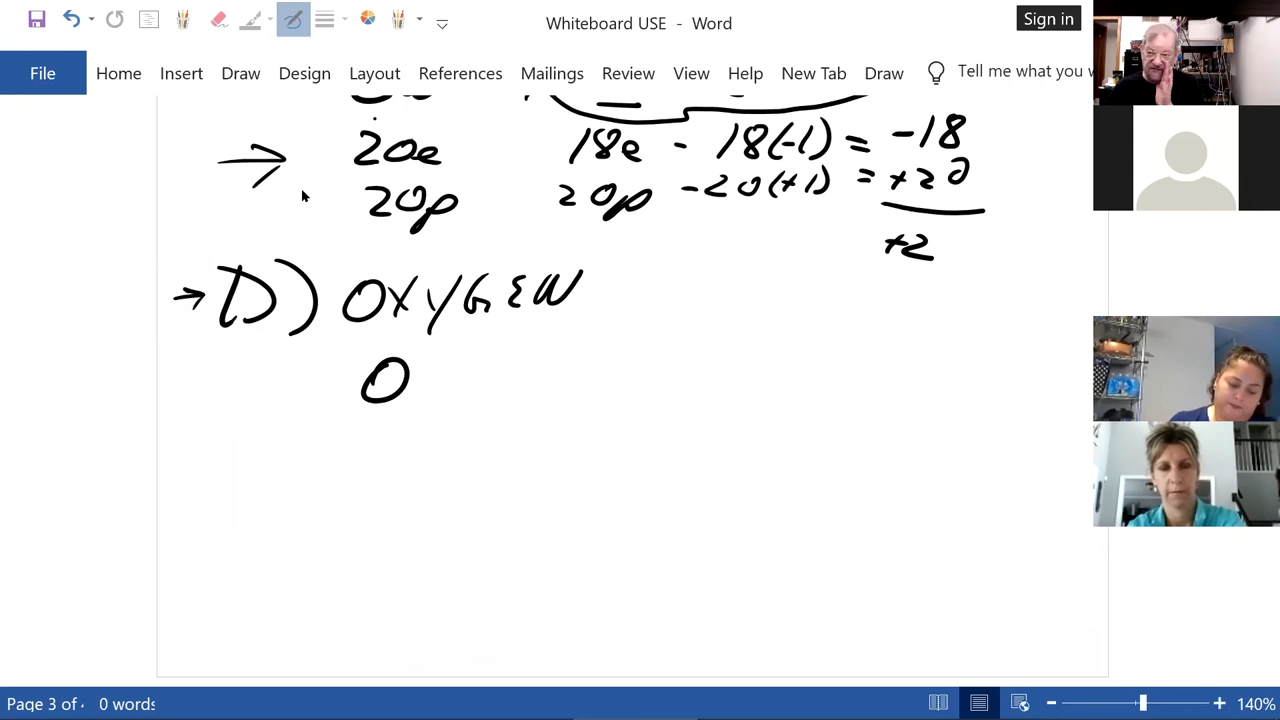 Whiteboard USE - Word
Sign in
File Home Insert Draw Design Layout References Mailings Review View Help New Tab Draw Tell me what you w
→ 20e 18e - 18(-1) = -18
20p 20p - 20(+1) = +20
+2
→ D) OXYGEN
O
Page 3 of 0 words
140%